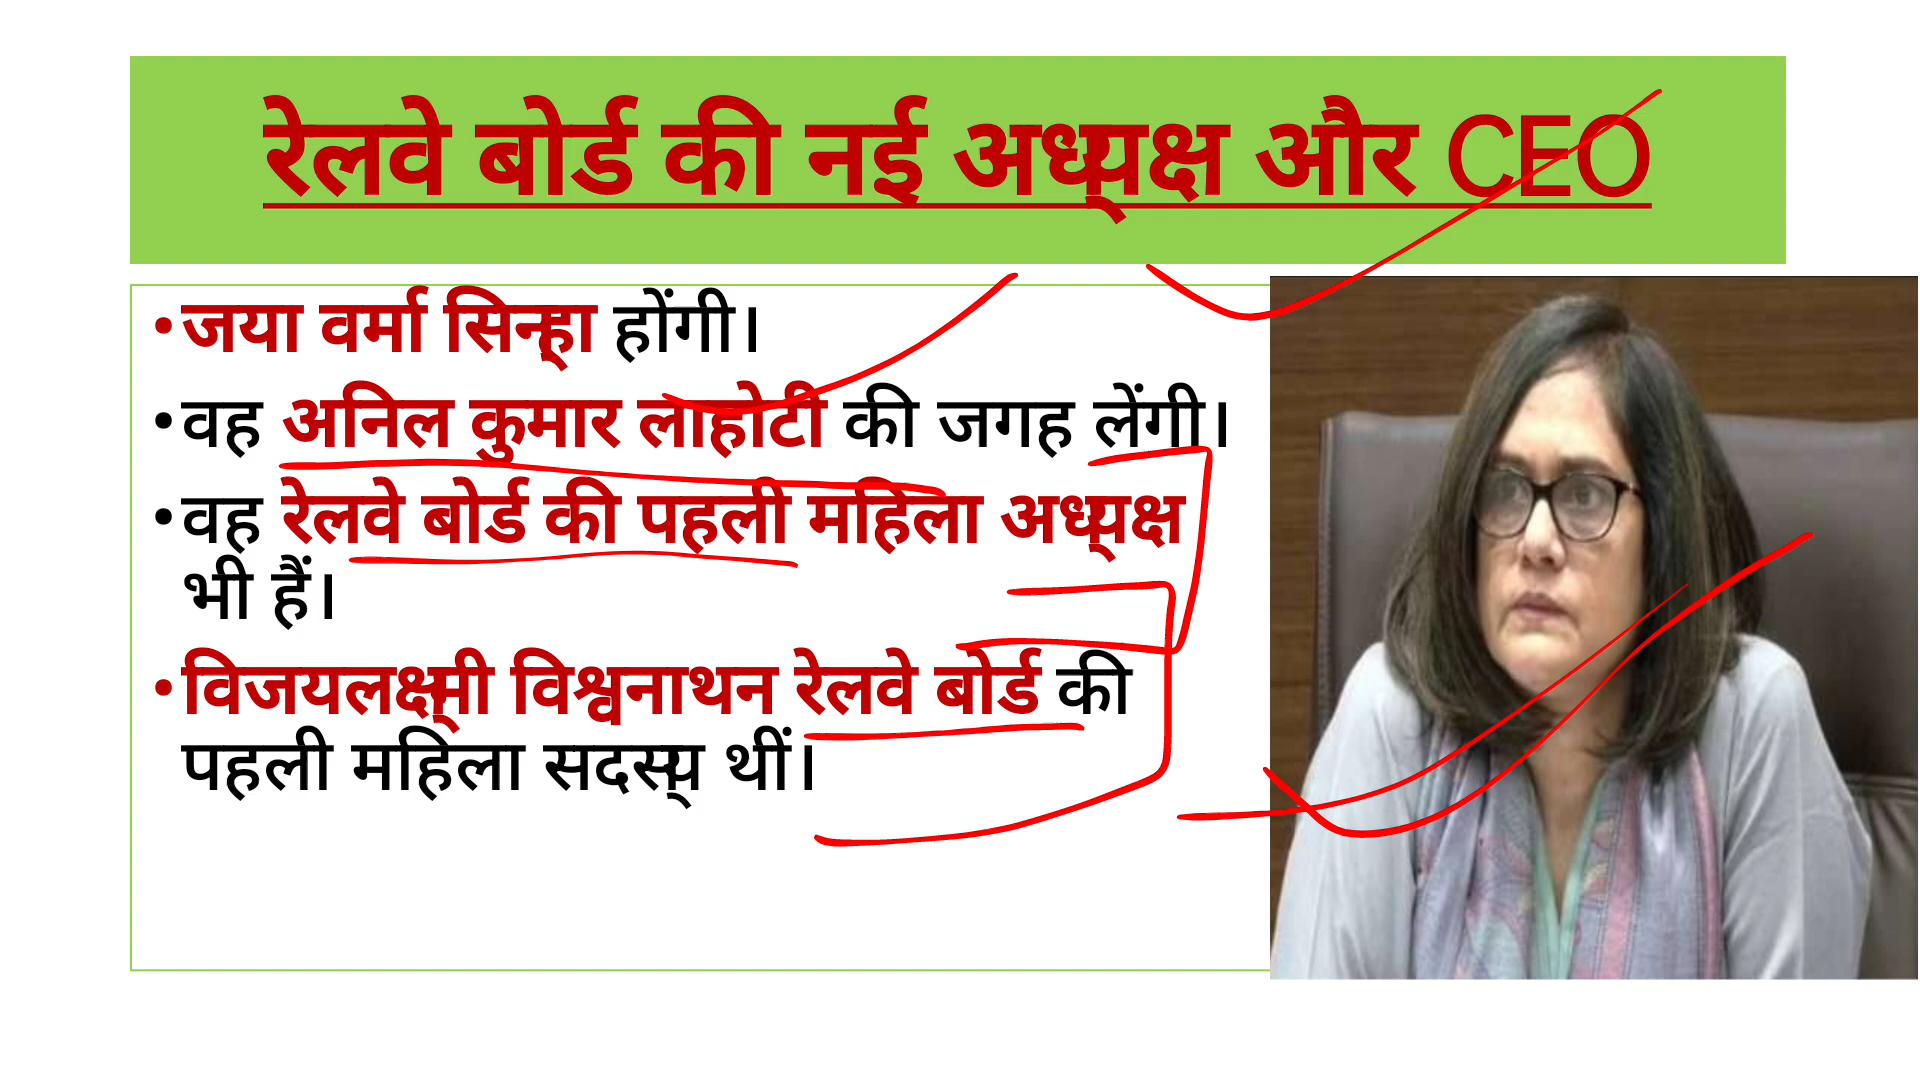 रेलवे बोर्ड की नई अध्यक्ष और CEO
•जया वर्मा सिन्हा होंगी।
•वह अनिल कुमार लाहोटी की जगह लेंगी।
•वह रेलवे बोर्ड की पहली महिला अध्यक्ष
भी हैं।
•विजयलक्ष्मी विश्वनाथन रेलवे बोर्ड की
पहली महिला सदस्य थीं।